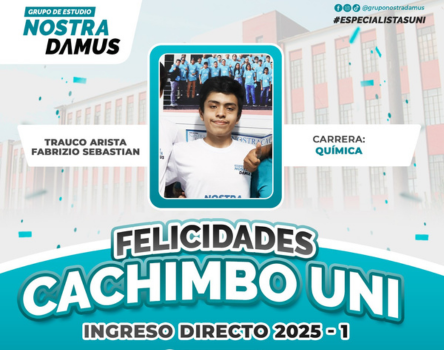 GRUPO DE ESTUDIO
NOSTRA
DAMUS
@gruponostradamus
#ESPECIALISTASUNI
TRAUCO ARISTA
FABRIZIO SEBASTIAN
CARRERA:
QUÍMICA
NOSTRA
FELICIDADES
CACHIMBO UNI
INGRESO DIRECTO 2025 - 1